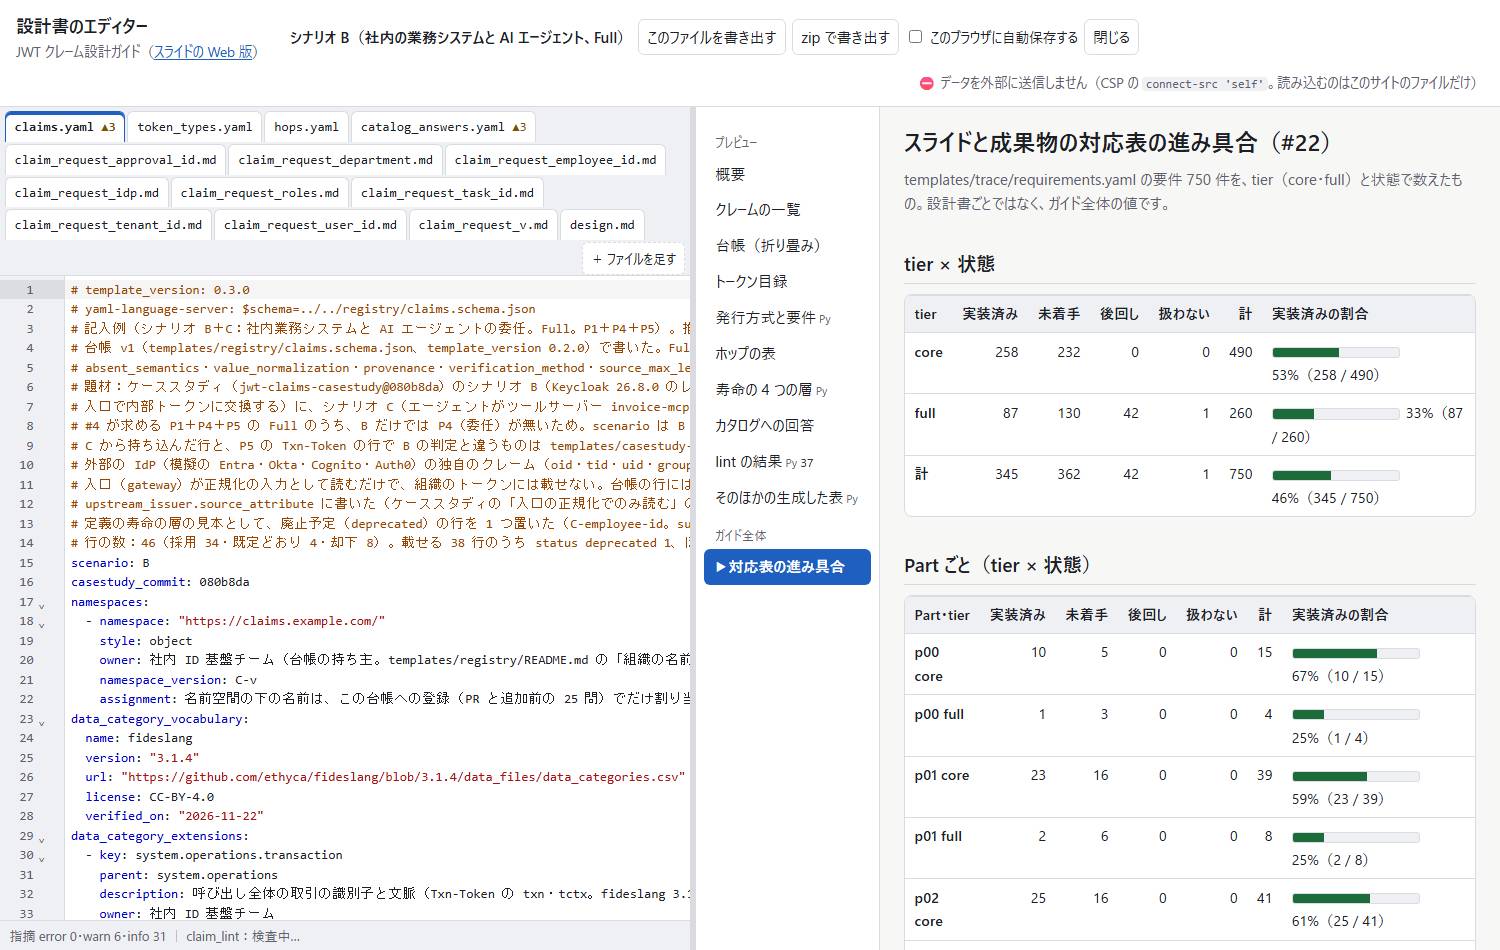 設計書のエディター
JWT クレーム設計ガイド（スライドの Web 版）
シナリオ B（社内の業務システムと AI エージェント、Full）
このファイルを書き出す
zip で書き出す
このブラウザに自動保存する
閉じる
データを外部に送信しません（CSP の connect-src 'self'。読み込むのはこのサイトのファイルだけ）
claims.yaml ▲3
token_types.yaml
hops.yaml
catalog_answers.yaml ▲3
claim_request_approval_id.md
claim_request_department.md
claim_request_employee_id.md
claim_request_idp.md
claim_request_roles.md
claim_request_task_id.md
claim_request_tenant_id.md
claim_request_user_id.md
claim_request_v.md
design.md
＋ ファイルを足す
1 # template_version: 0.3.0
2 # yaml-language-server: $schema=../../registry/claims.schema.json
3 # 記入例（シナリオ B＋C：社内業務システムと AI エージェントの委任。Full。P1＋P4＋P5）。
4 # 台帳 v1（templates/registry/claims.schema.json、template_version 0.2.0）で書いた。Ful
5 # absent_semantics・value_normalization・provenance・verification_method・source_max_le
6 # 題材：ケーススタディ（jwt-claims-casestudy@080b8da）のシナリオ B（Keycloak 26.8.0 のレ
7 # 入口で内部トークンに交換する）に、シナリオ C（エージェントがツールサーバー invoice-mcp
8 # #4 が求める P1＋P4＋P5 の Full のうち、B だけでは P4（委任）が無いため。scenario は B
9 # C から持ち込んだ行と、P5 の Txn-Token の行で B の判定と違うものは templates/casestudy-
10 # 外部の IdP（模擬の Entra・Okta・Cognito・Auth0）の独自のクレーム（oid・tid・uid・group
11 # 入口（gateway）が正規化の入力として読むだけで、組織のトークンには載せない。台帳の行には
12 # upstream_issuer.source_attribute に書いた（ケーススタディの「入口の正規化でのみ読む」の
13 # 定義の寿命の層の見本として、廃止予定（deprecated）の行を 1 つ置いた（C-employee-id。su
14 # 行の数：46（採用 34・既定どおり 4・却下 8）。載せる 38 行のうち status deprecated 1、
15 scenario: B
16 casestudy_commit: 080b8da
17 namespaces:
18 - namespace: "https://claims.example.com/"
19 style: object
20 owner: 社内 ID 基盤チーム（台帳の持ち主。templates/registry/README.md の「組織の名前
21 namespace_version: C-v
22 assignment: 名前空間の下の名前は、この台帳への登録（PR と追加前の 25 問）でだけ割り当
23 data_category_vocabulary:
24 name: fideslang
25 version: "3.1.4"
26 url: "https://github.com/ethyca/fideslang/blob/3.1.4/data_files/data_categories.csv"
27 license: CC-BY-4.0
28 verified_on: "2026-11-22"
29 data_category_extensions:
30 - key: system.operations.transaction
31 parent: system.operations
32 description: 呼び出し全体の取引の識別子と文脈（Txn-Token の txn・tctx。fideslang 3.1
33 owner: 社内 ID 基盤チーム
指摘 error 0・warn 6・info 31
claim_lint：検査中…
プレビュー
概要
クレームの一覧
台帳（折り畳み）
トークン目録
発行方式と要件 Py
ホップの表
寿命の 4 つの層 Py
カタログへの回答
lint の結果 Py 37
そのほかの生成した表 Py
ガイド全体
▶ 対応表の進み具合
スライドと成果物の対応表の進み具合（#22）
templates/trace/requirements.yaml の要件 750 件を、tier（core・full）と状態で数えたも
の。設計書ごとではなく、ガイド全体の値です。
tier × 状態
tier 実装済み 未着手 後回し 扱わない 計 実装済みの割合
core 258 232 0 0 490
53%（258 / 490）
full 87 130 42 1 260 33%（87
/ 260）
計 345 362 42 1 750
46%（345 / 750）
Part ごと（tier × 状態）
Part・tier 実装済み 未着手 後回し 扱わない 計 実装済みの割合
p00 10 5 0 0 15
core 67%（10 / 15）
p00 full 1 3 0 0 4
25%（1 / 4）
p01 core 23 16 0 0 39
59%（23 / 39）
p01 full 2 6 0 0 8
25%（2 / 8）
p02 25 16 0 0 41
core 61%（25 / 41）